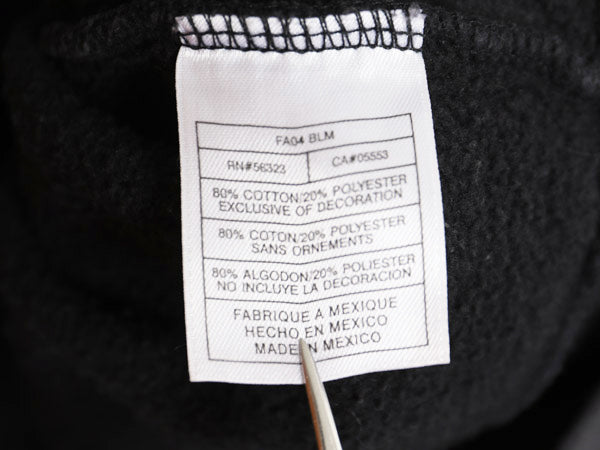 FA04 BLM
RN#56323 CA#05553
80% COTTON/20% POLYESTER
EXCLUSIVE OF DECORATION
80% COTON/20% POLYESTER
SANS ORNEMENTS
80% ALGODON/20% POLIESTER
NO INCLUYE LA DECORACION
FABRIQUE A MEXIQUE
HECHO EN MEXICO
MADE IN MEXICO